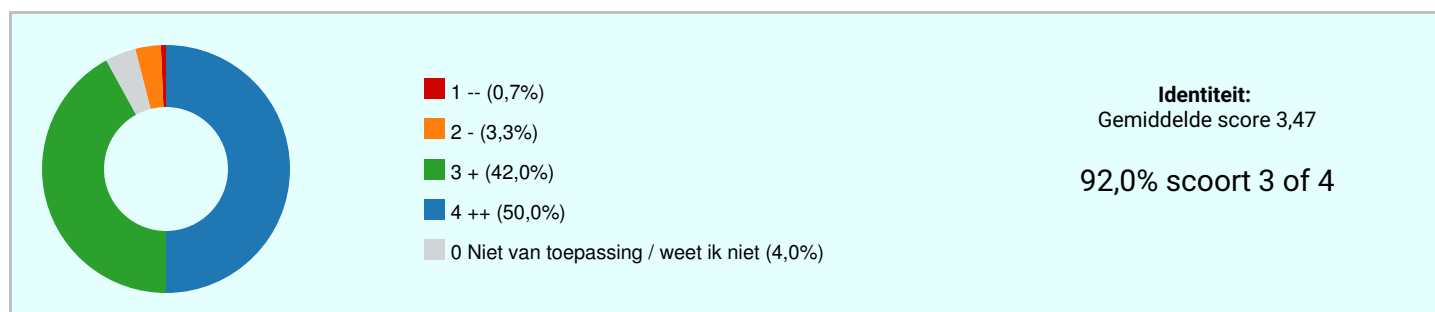 1 -- (0,7%)
2 - (3,3%)
3 + (42,0%)
4 ++ (50,0%)
0 Niet van toepassing / weet ik niet (4,0%)
Identiteit:
Gemiddelde score 3,47
92,0% scoort 3 of 4